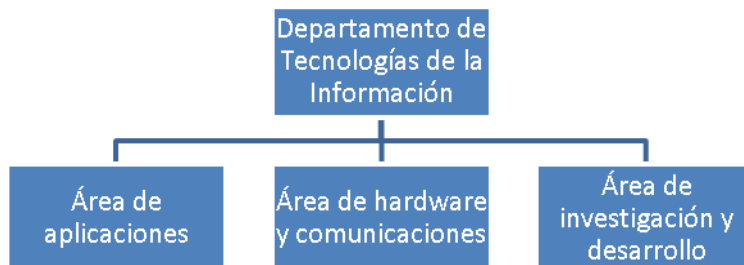 Departamento de
Tecnologías de la
Información
Área de
aplicaciones
Área de hardware
y comunicaciones
Área de
investigación y
desarrollo